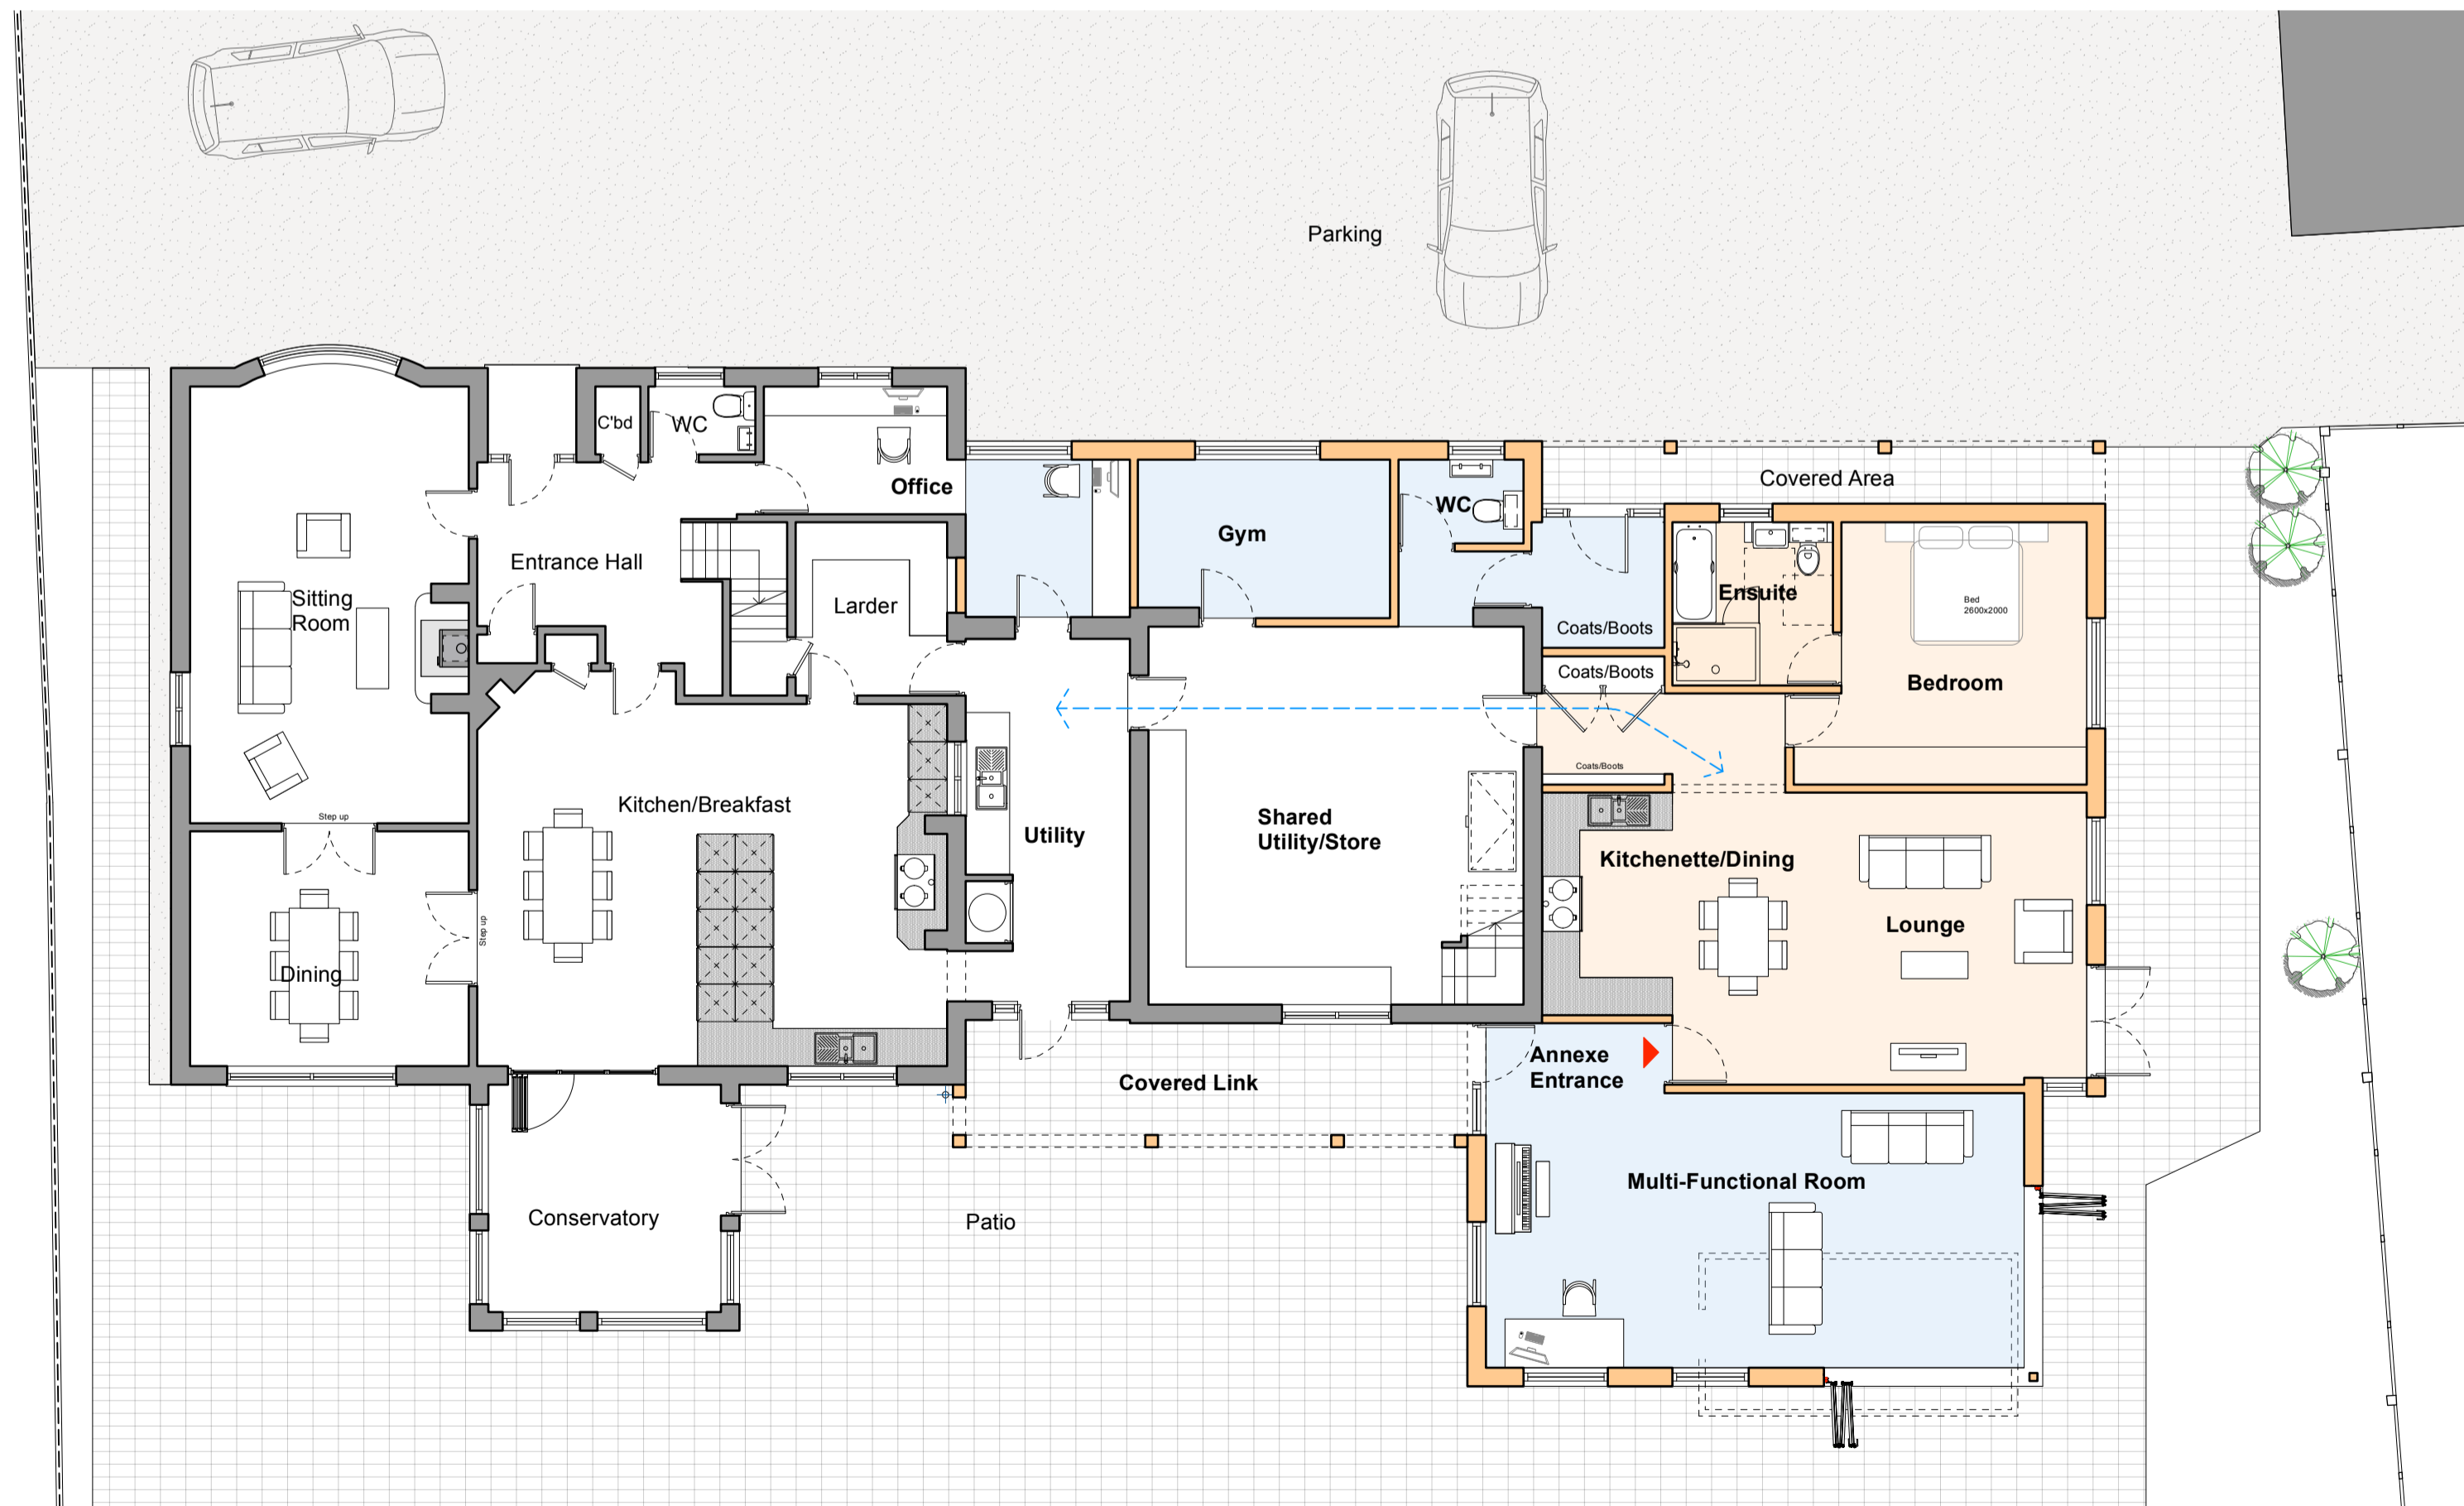 Parking
C'bd
WC
Office
Covered Area
WC
Gym
Entrance Hall
Sitting
Room
Larder
Ensuite
Bed
2600x2000
Coats/Boots
Coats/Boots
Bedroom
Coats/Boots
Step up
Kitchen/Breakfast
Utility
Shared
Utility/Store
Kitchenette/Dining
Lounge
Step up
Dining
Annexe
Entrance
Covered Link
Multi-Functional Room
Conservatory
Patio